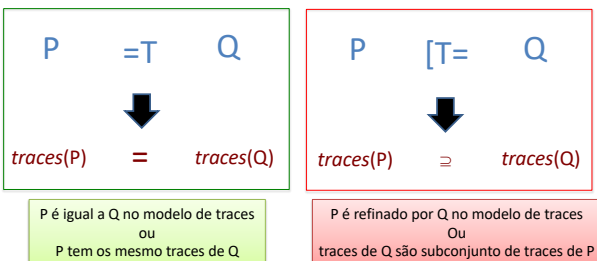 P =T Q
traces(P) = traces(Q)
P é igual a Q no modelo de traces
ou
P tem os mesmo traces de Q
P [T= Q
traces(P) ⊇ traces(Q)
P é refinado por Q no modelo de traces
Ou
traces de Q são subconjunto de traces de P